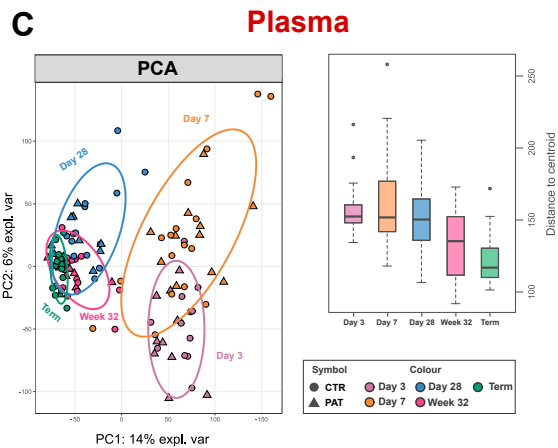 C
Plasma
PCA
Day 7
Day 28
Term
Week 32
Day 3
100
50
0
-50
-100
PC2: 6% expl. var
-50
0
50
100
150
PC1: 14% expl. var
250
200
150
100
Distance to centroid
Day 3
Day 7
Day 28
Week 32
Term
Symbol
Colour
CTR
Day 3
Day 28
Term
PAT
Day 7
Week 32